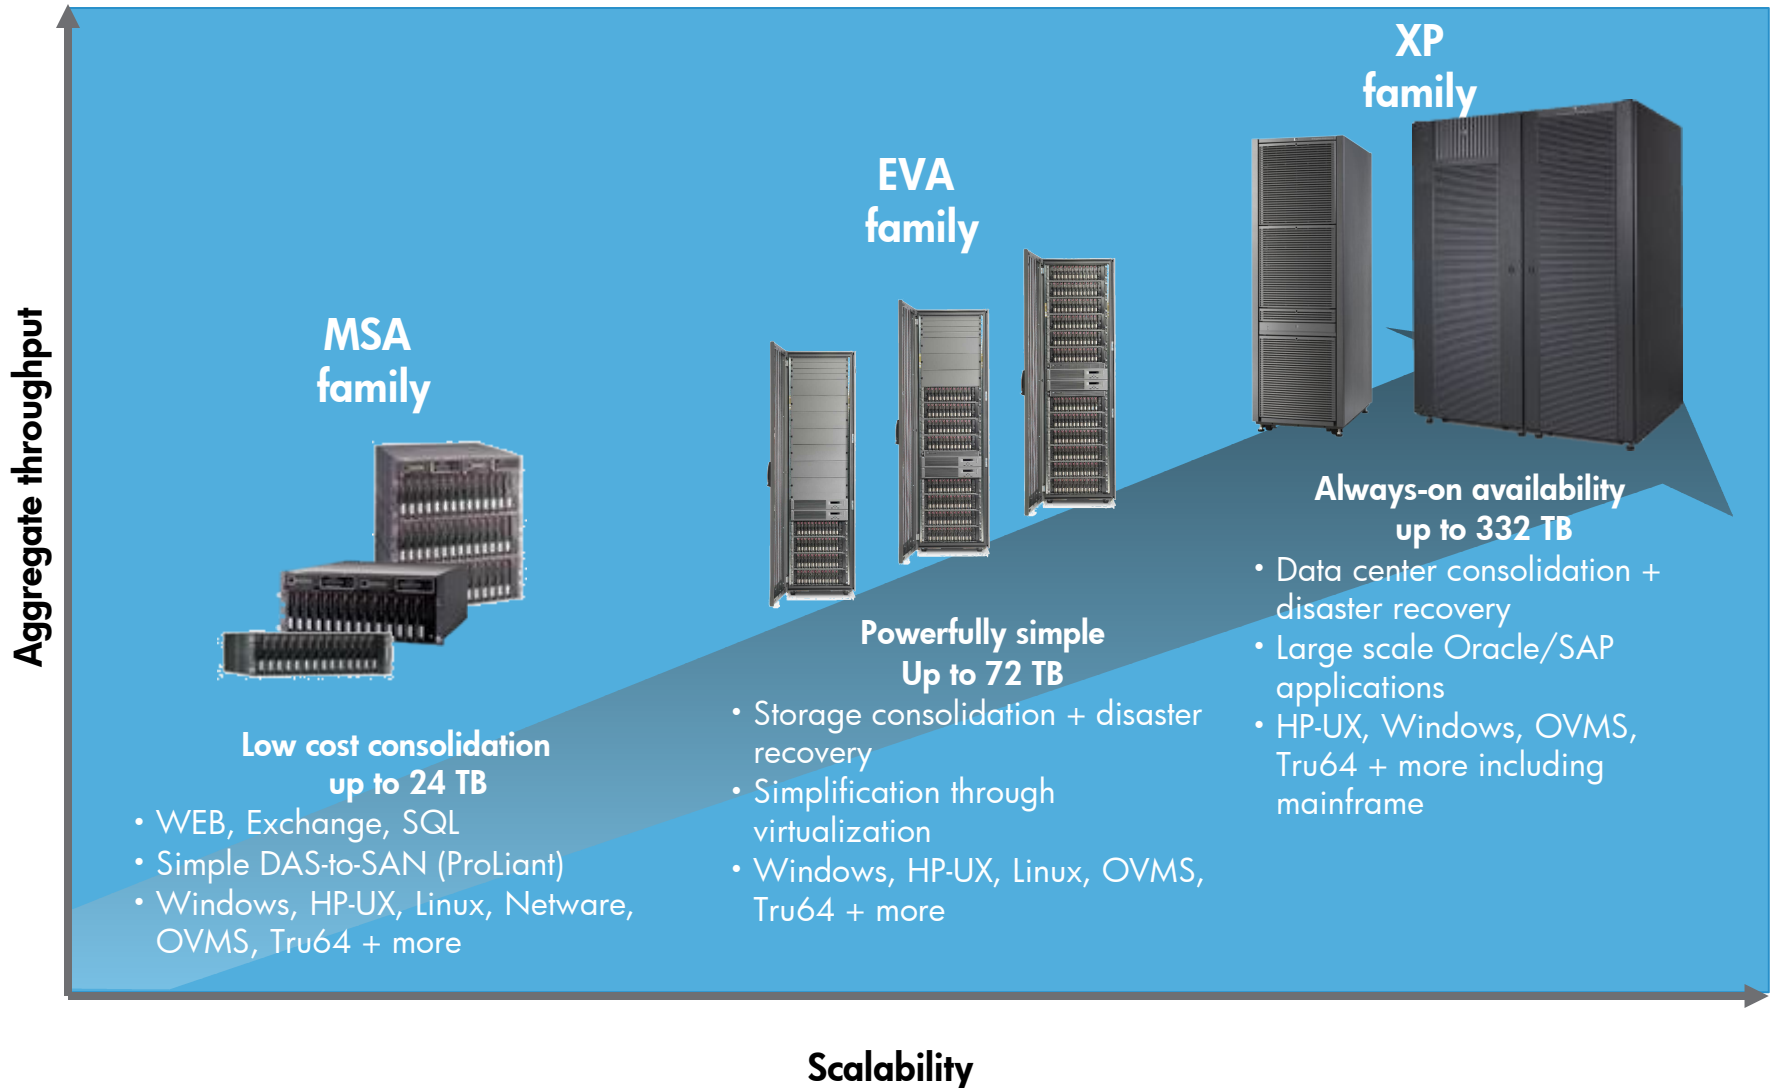 XP
family
EVA
family
MSA
family
Aggregate throughput
Low cost consolidation
up to 24 TB
• WEB, Exchange, SQL
• Simple DAS-to-SAN (ProLiant)
• Windows, HP-UX, Linux, Netware,
OVMS, Tru64 + more
Powerfully simple
Up to 72 TB
• Storage consolidation + disaster
recovery
• Simplification through
virtualization
• Windows, HP-UX, Linux, OVMS,
Tru64 + more
Always-on availability
up to 332 TB
• Data center consolidation +
disaster recovery
• Large scale Oracle/SAP
applications
• HP-UX, Windows, OVMS,
Tru64 + more including
mainframe
Scalability